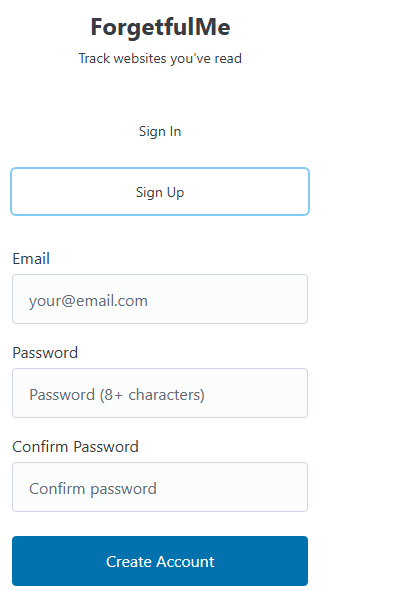 ForgetfulMe
Track websites you've read
Sign In
Sign Up
Email
your@email.com
Password
Password (8+ characters)
Confirm Password
Confirm password
Create Account